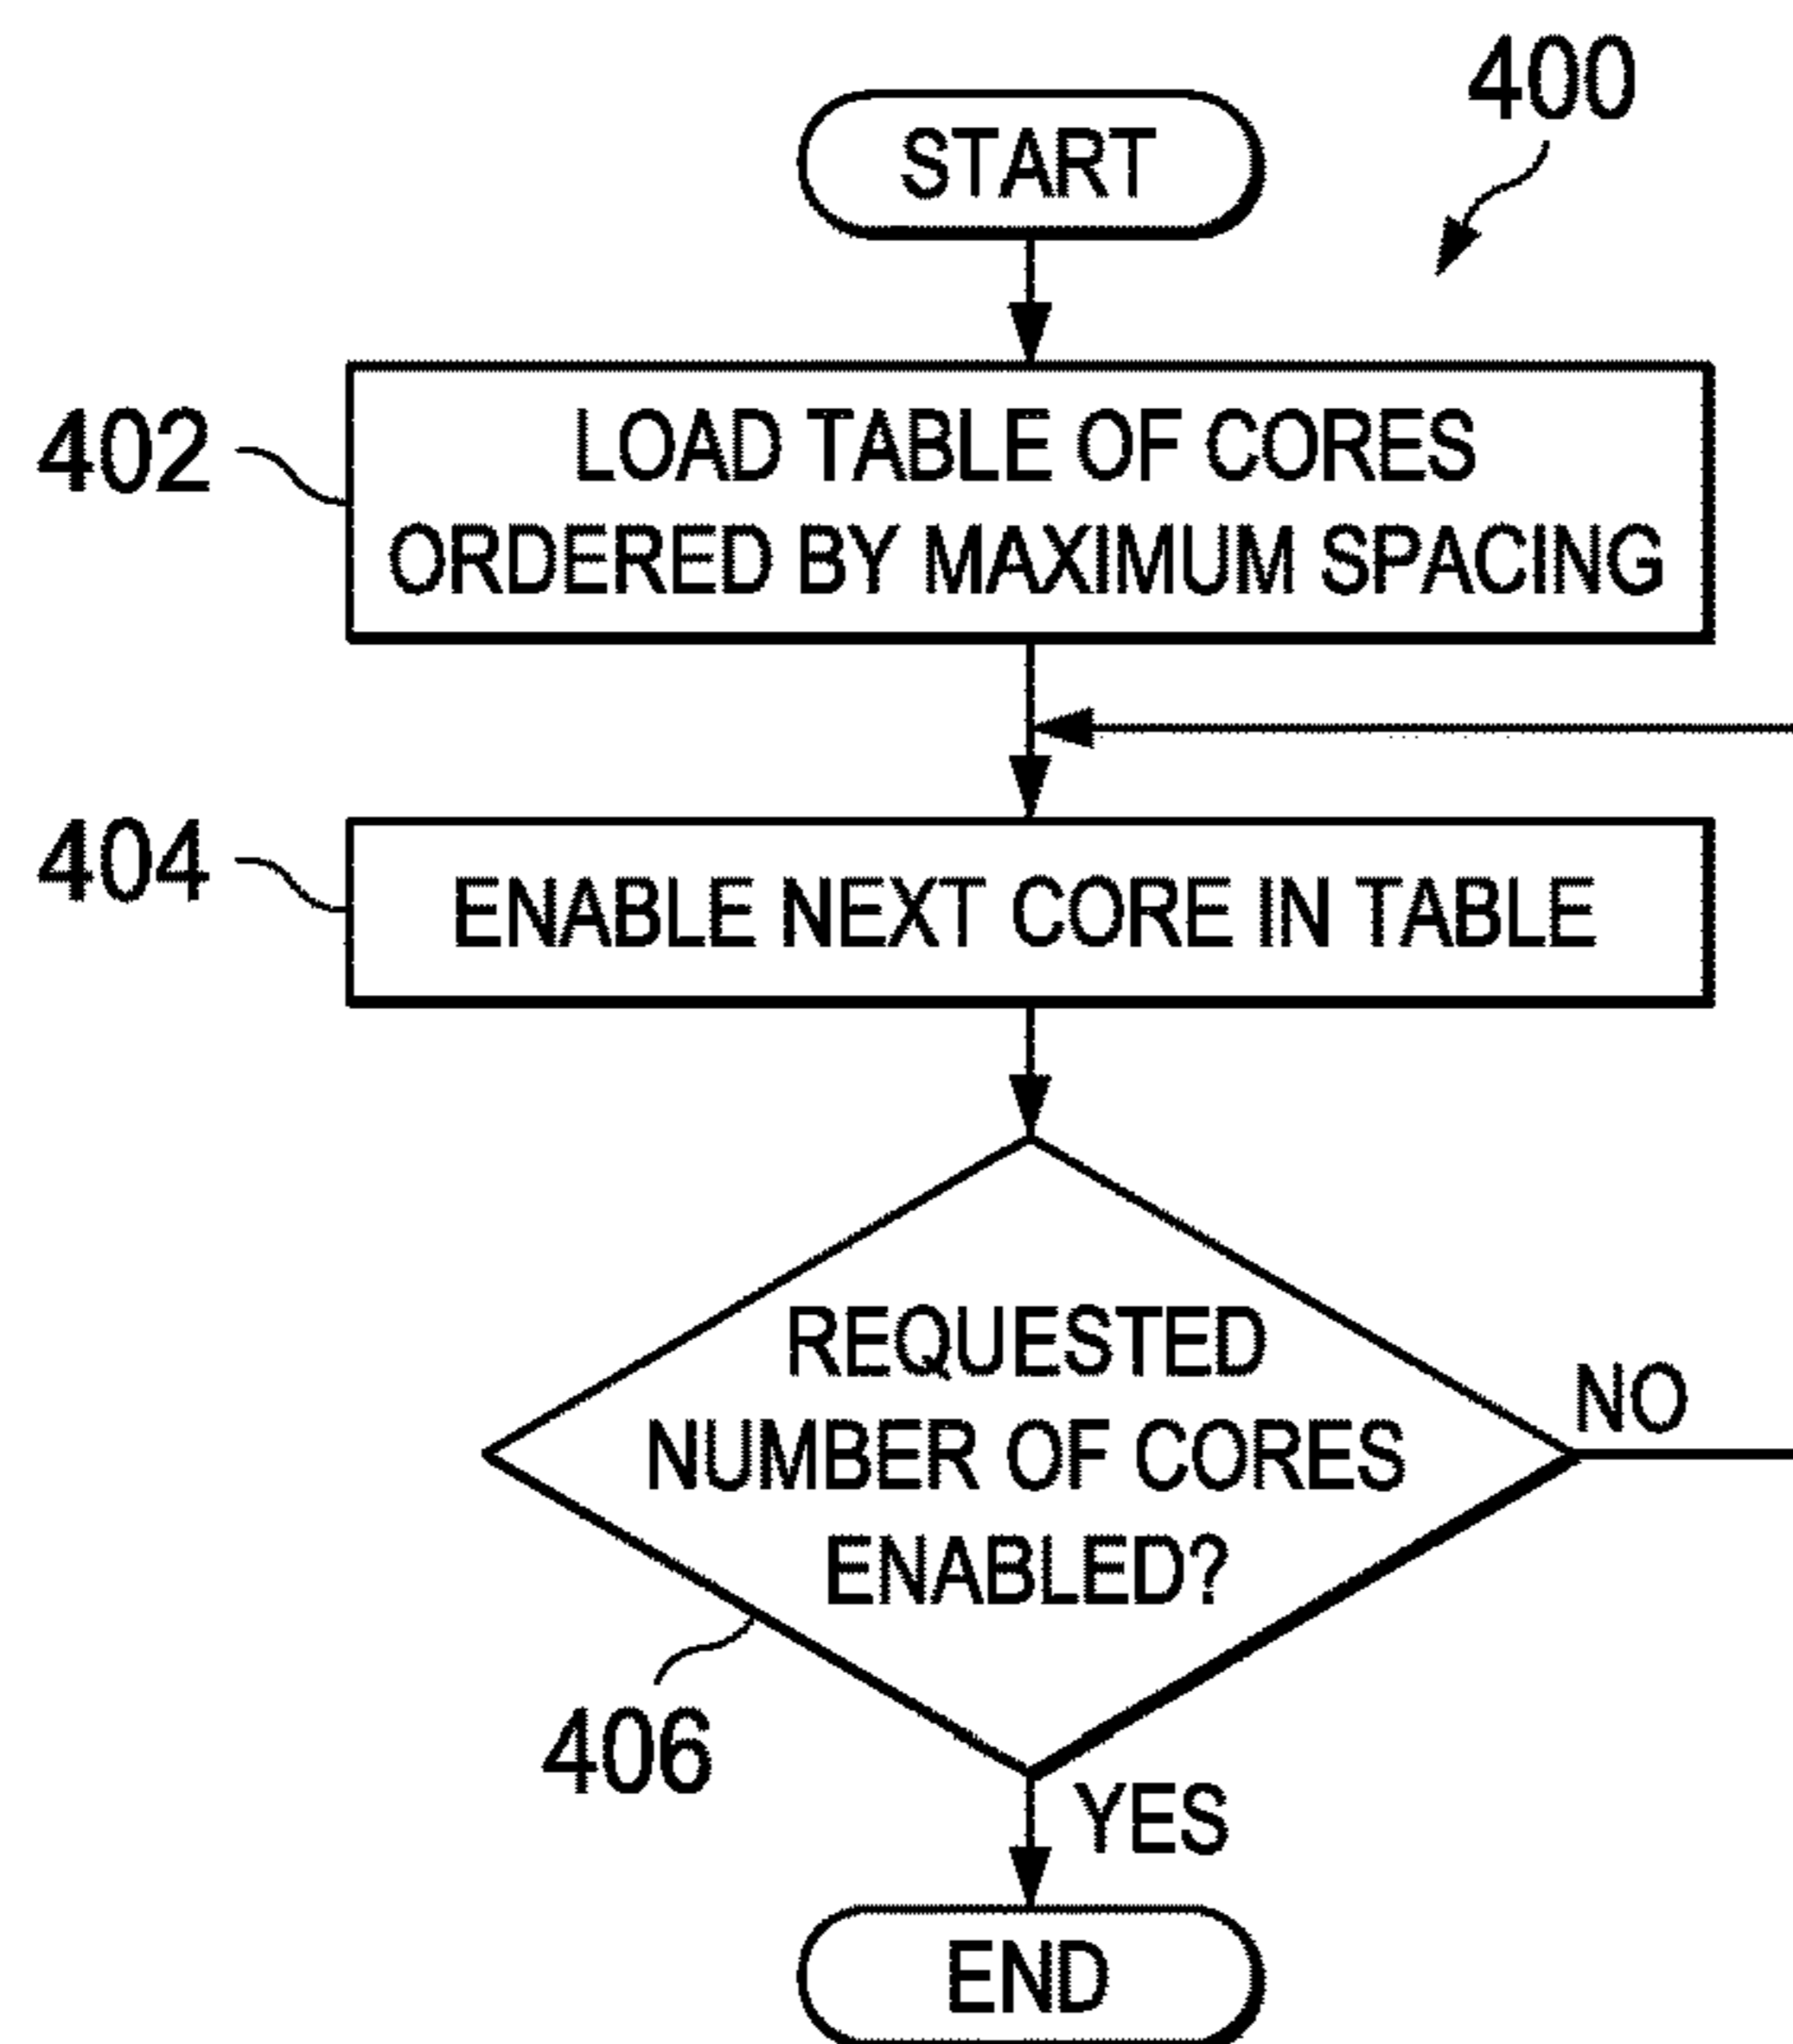 400
START
402
LOAD TABLE OF CORES
ORDERED BY MAXIMUM SPACING
404
ENABLE NEXT CORE IN TABLE
REQUESTED
NUMBER OF CORES
ENABLED?
NO
406
YES
END